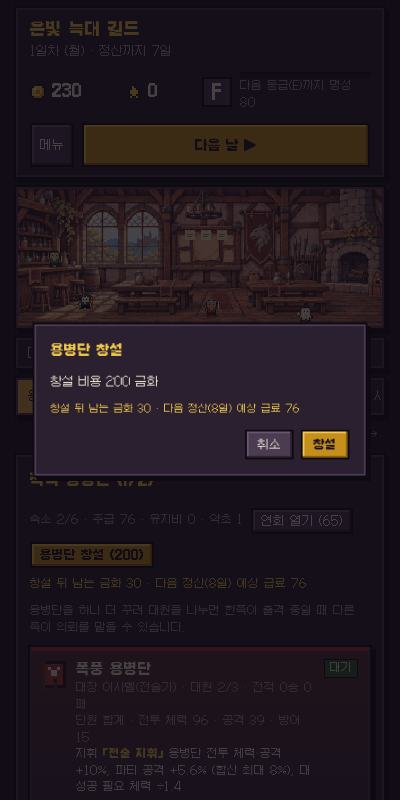 은빛 늑대 길드
1일차 (월) · 정산까지 7일
230
0
F
다음 등급(E)까지 명성
80
메뉴
다음 날 ▶
용병단 창설
창설 비용 200 금화
창설 뒤 남는 금화 30 · 다음 정산(8일) 예상 급료 76
취소
창설
숙소 2/6 · 주급 76 · 유지비 0 · 약초 1
연회 열기 (65)
용병단 창설 (200)
창설 뒤 남는 금화 30 · 다음 정산(8일) 예상 급료 76
용병단을 하나 더 꾸려 대원을 나누면 한쪽이 출격 중일 때 다른
쪽이 의뢰를 맡을 수 있습니다.
폭풍 용병단
대기
대장 이사벨(전술가) · 대원 2/3 · 전적 0승 0
패
단원 합계 · 전투 체력 96 · 공격 39 · 방어
15
지휘 「전술 지휘」 용병단 전투 체력 공격
+10%, 파티 공격 +5.6% (합산 최대 8%), 대
성공 필요 −1.4